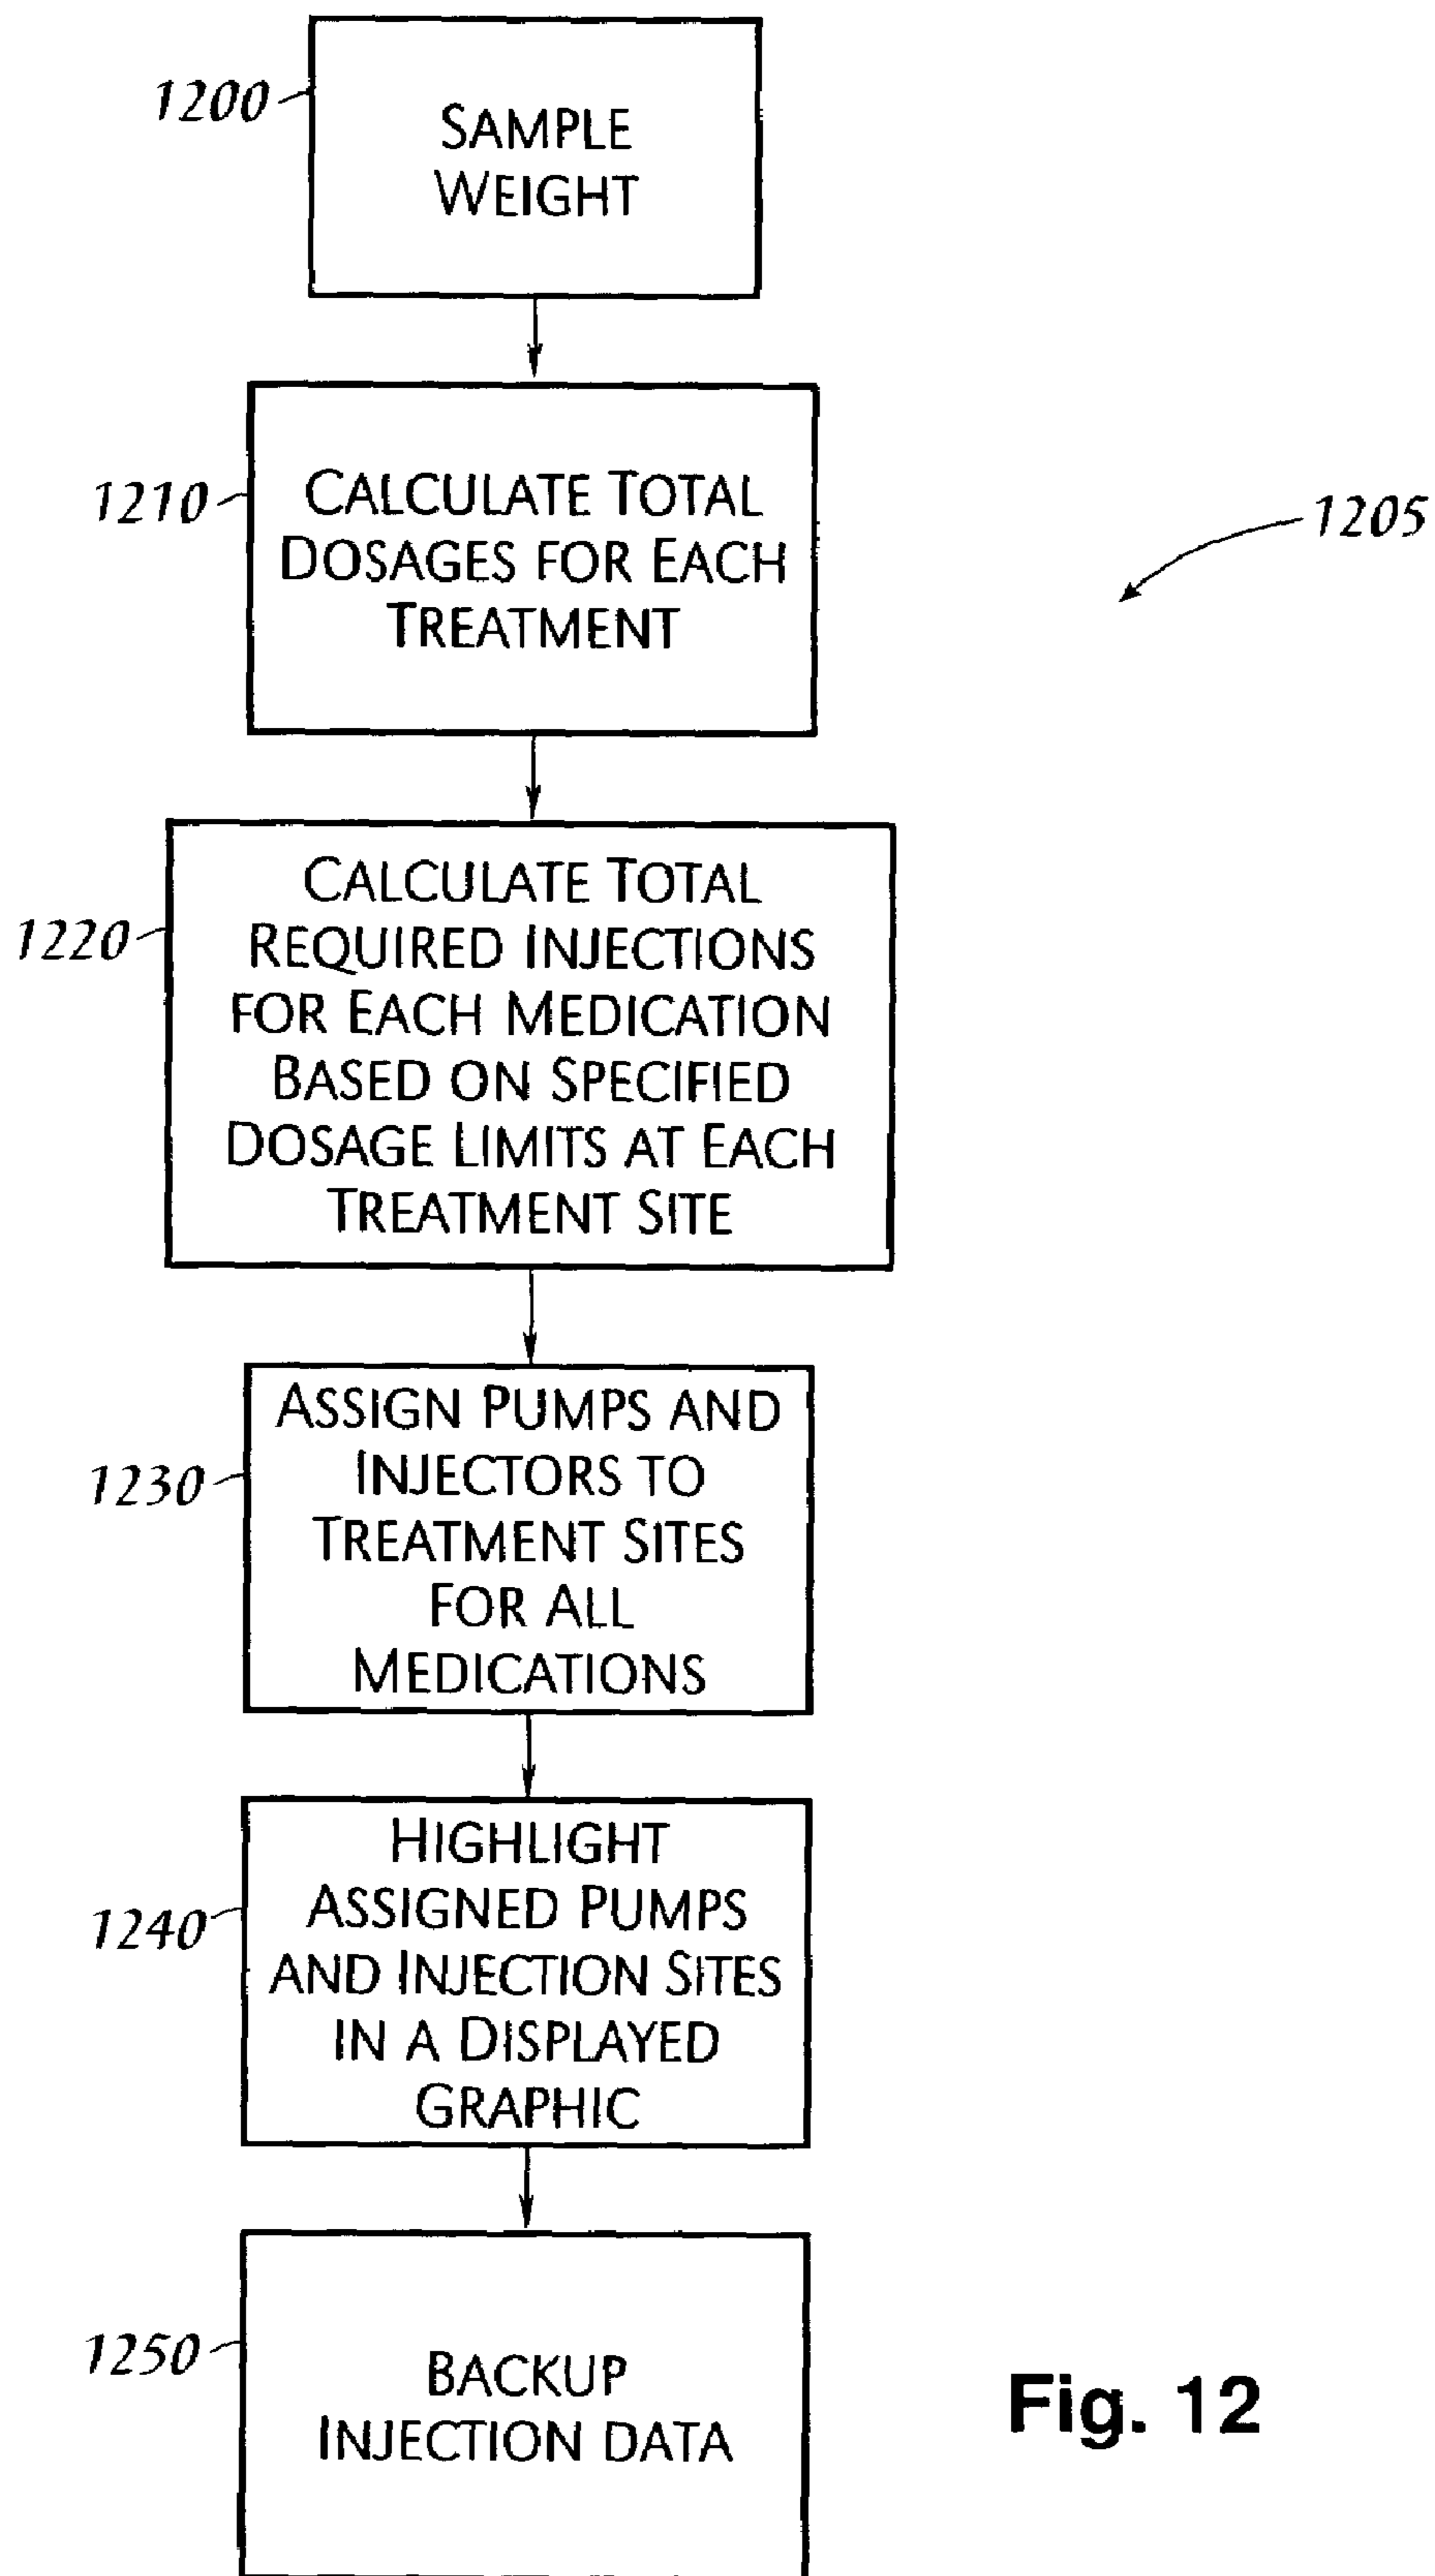 1200
SAMPLE
WEIGHT
1210
CALCULATE TOTAL
DOSAGES FOR EACH
TREATMENT
1205
1220
CALCULATE TOTAL
REQUIRED INJECTIONS
FOR EACH MEDICATION
BASED ON SPECIFIED
DOSAGE LIMITS AT EACH
TREATMENT SITE
1230
ASSIGN PUMPS AND
INJECTORS TO
TREATMENT SITES
FOR ALL
MEDICATIONS
1240
HIGHLIGHT
ASSIGNED PUMPS
AND INJECTION SITES
IN A DISPLAYED
GRAPHIC
1250
BACKUP
INJECTION DATA
Fig. 12